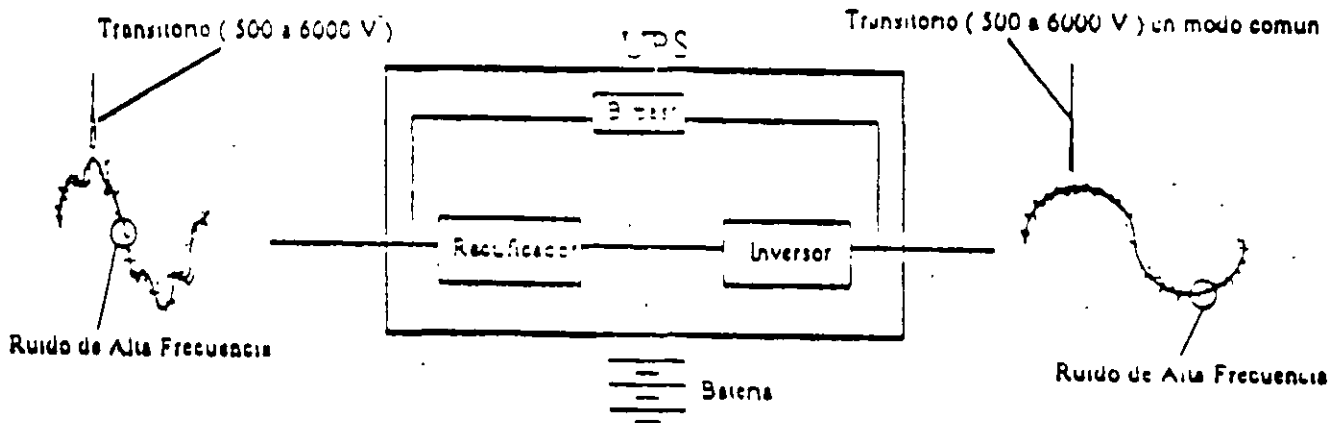 Transitorio ( 500 a 6000 V )
Transitorio ( 500 a 6000 V ) en modo comun
UPS
Bypass
Rectificador
Inversor
Ruido de Alta Frecuencia
Ruido de Alta Frecuencia
Bateria